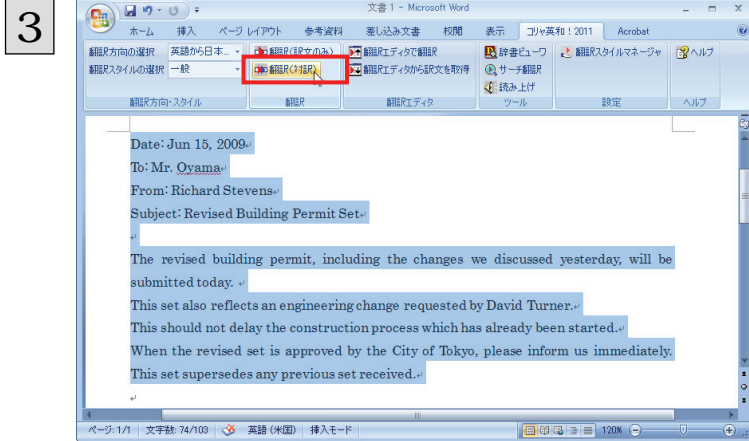 3
文書 1 - Microsoft Word
ホーム 挿入 ページ レイアウト 参考資料 差し込み文書 校閲 表示 コリャ英和!2011 Acrobat
翻訳方向の選択 英語から日本... 翻訳(訳文のみ) 翻訳エディタで翻訳 辞書ビューワ 翻訳スタイルマネージャ ヘルプ
翻訳スタイルの選択 一般 翻訳(対訳) 翻訳エディタから訳文を取得 サーチ翻訳
読み上げ
翻訳方向・スタイル 翻訳 翻訳エディタ ツール 設定 ヘルプ
Date: Jun 15, 2009
To: Mr. Oyama
From: Richard Stevens
Subject: Revised Building Permit Set
The revised building permit, including the changes we discussed yesterday, will be
submitted today.
This set also reflects an engineering change requested by David Turner.
This should not delay the construction process which has already been started.
When the revised set is approved by the City of Tokyo, please inform us immediately.
This set supersedes any previous set received.
ページ: 1/1 文字数: 74/103 英語 (米国) 挿入モード 120%